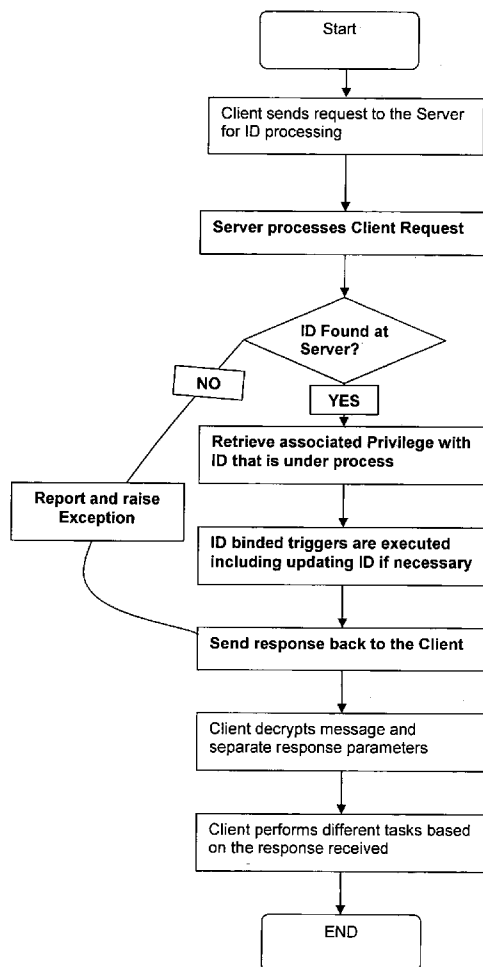 Start
Client sends request to the Server
for ID processing
Server processes Client Request
ID Found at
Server?
NO
YES
Retrieve associated Privilege with
ID that is under process
Report and raise
Exception
ID binded triggers are executed
including updating ID if necessary
Send response back to the Client
Client decrypts message and
separate response parameters
Client performs different tasks based
on the response received
END